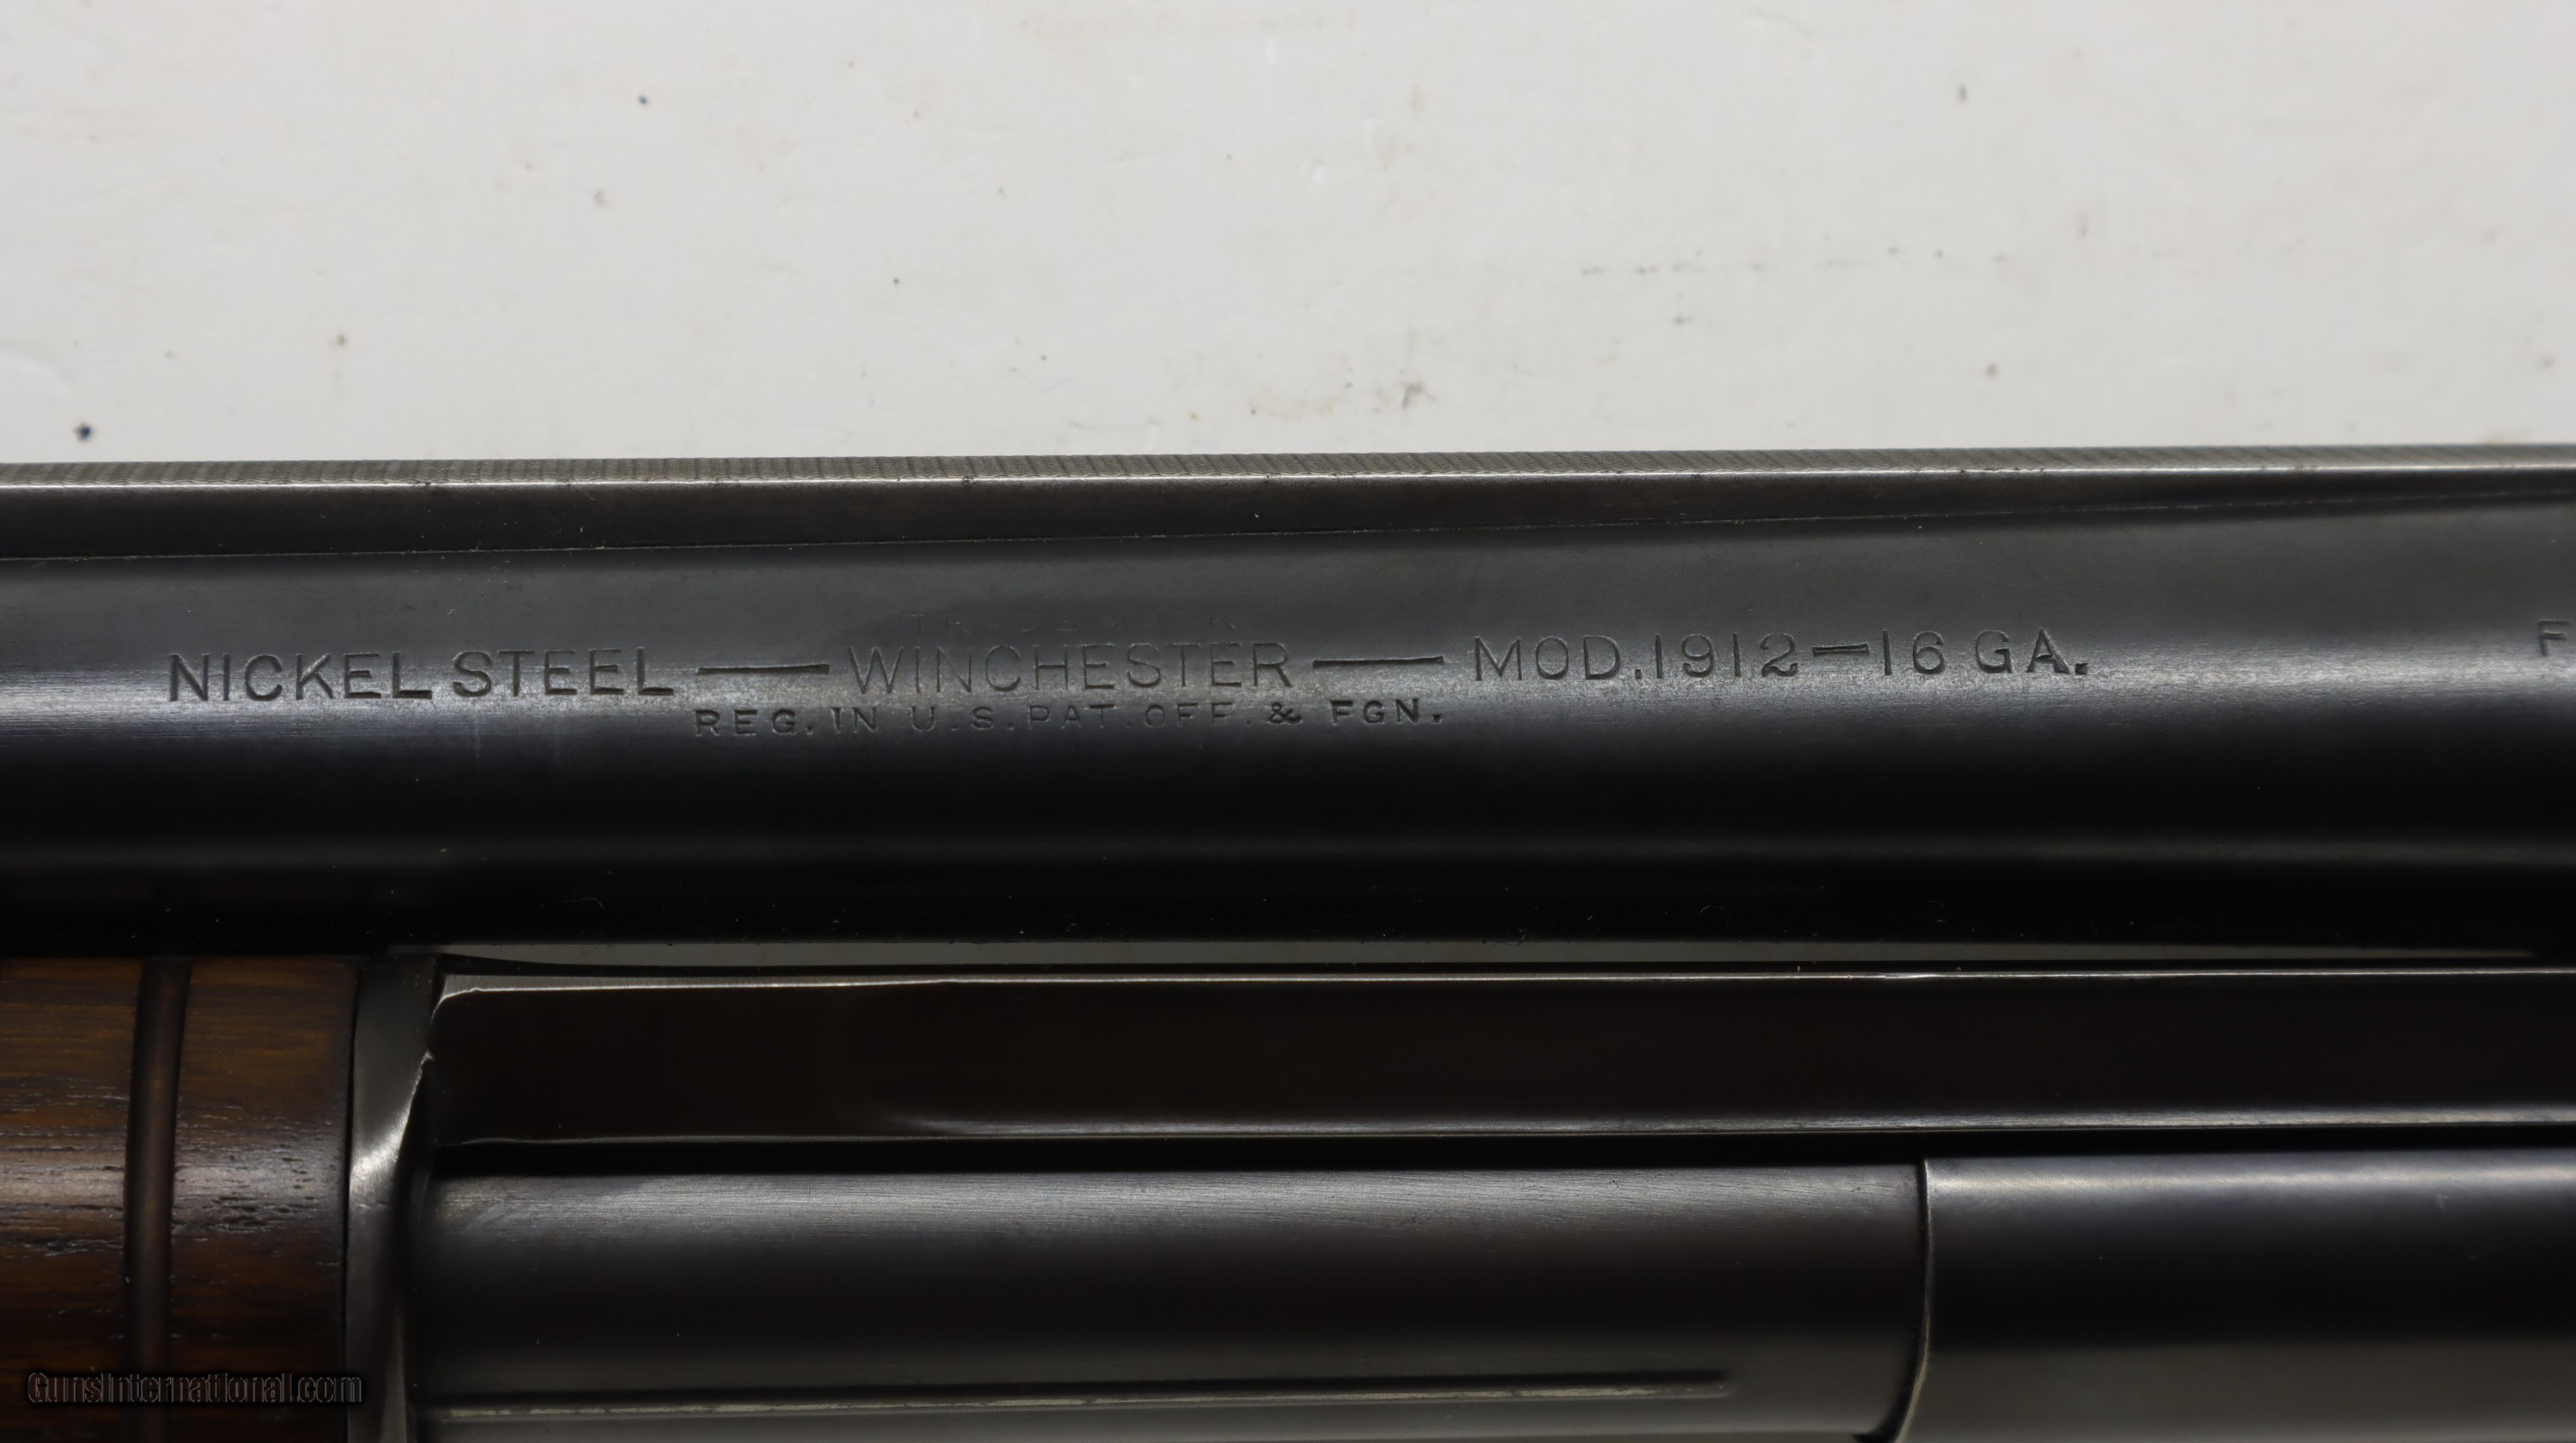 NICKEL STEEL — WINCHESTER — MOD. 1912 — 16 GA.
REG. IN U.S. PAT. OFF. & FGN.
F
GunsInternational.com